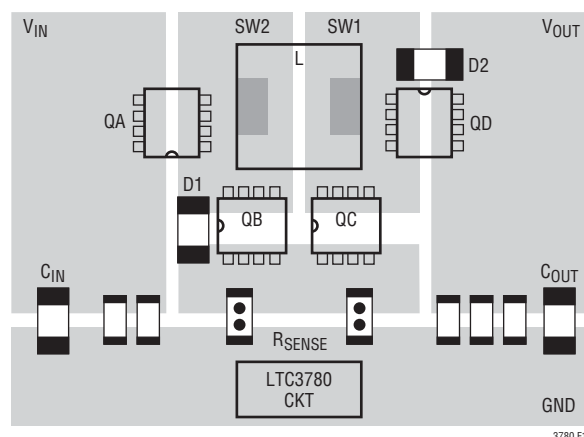 VIN
SW2
SW1
VOUT
L
D2
QA
QD
D1
QB
QC
CIN
COUT
RSENSE
LTC3780
CKT
GND